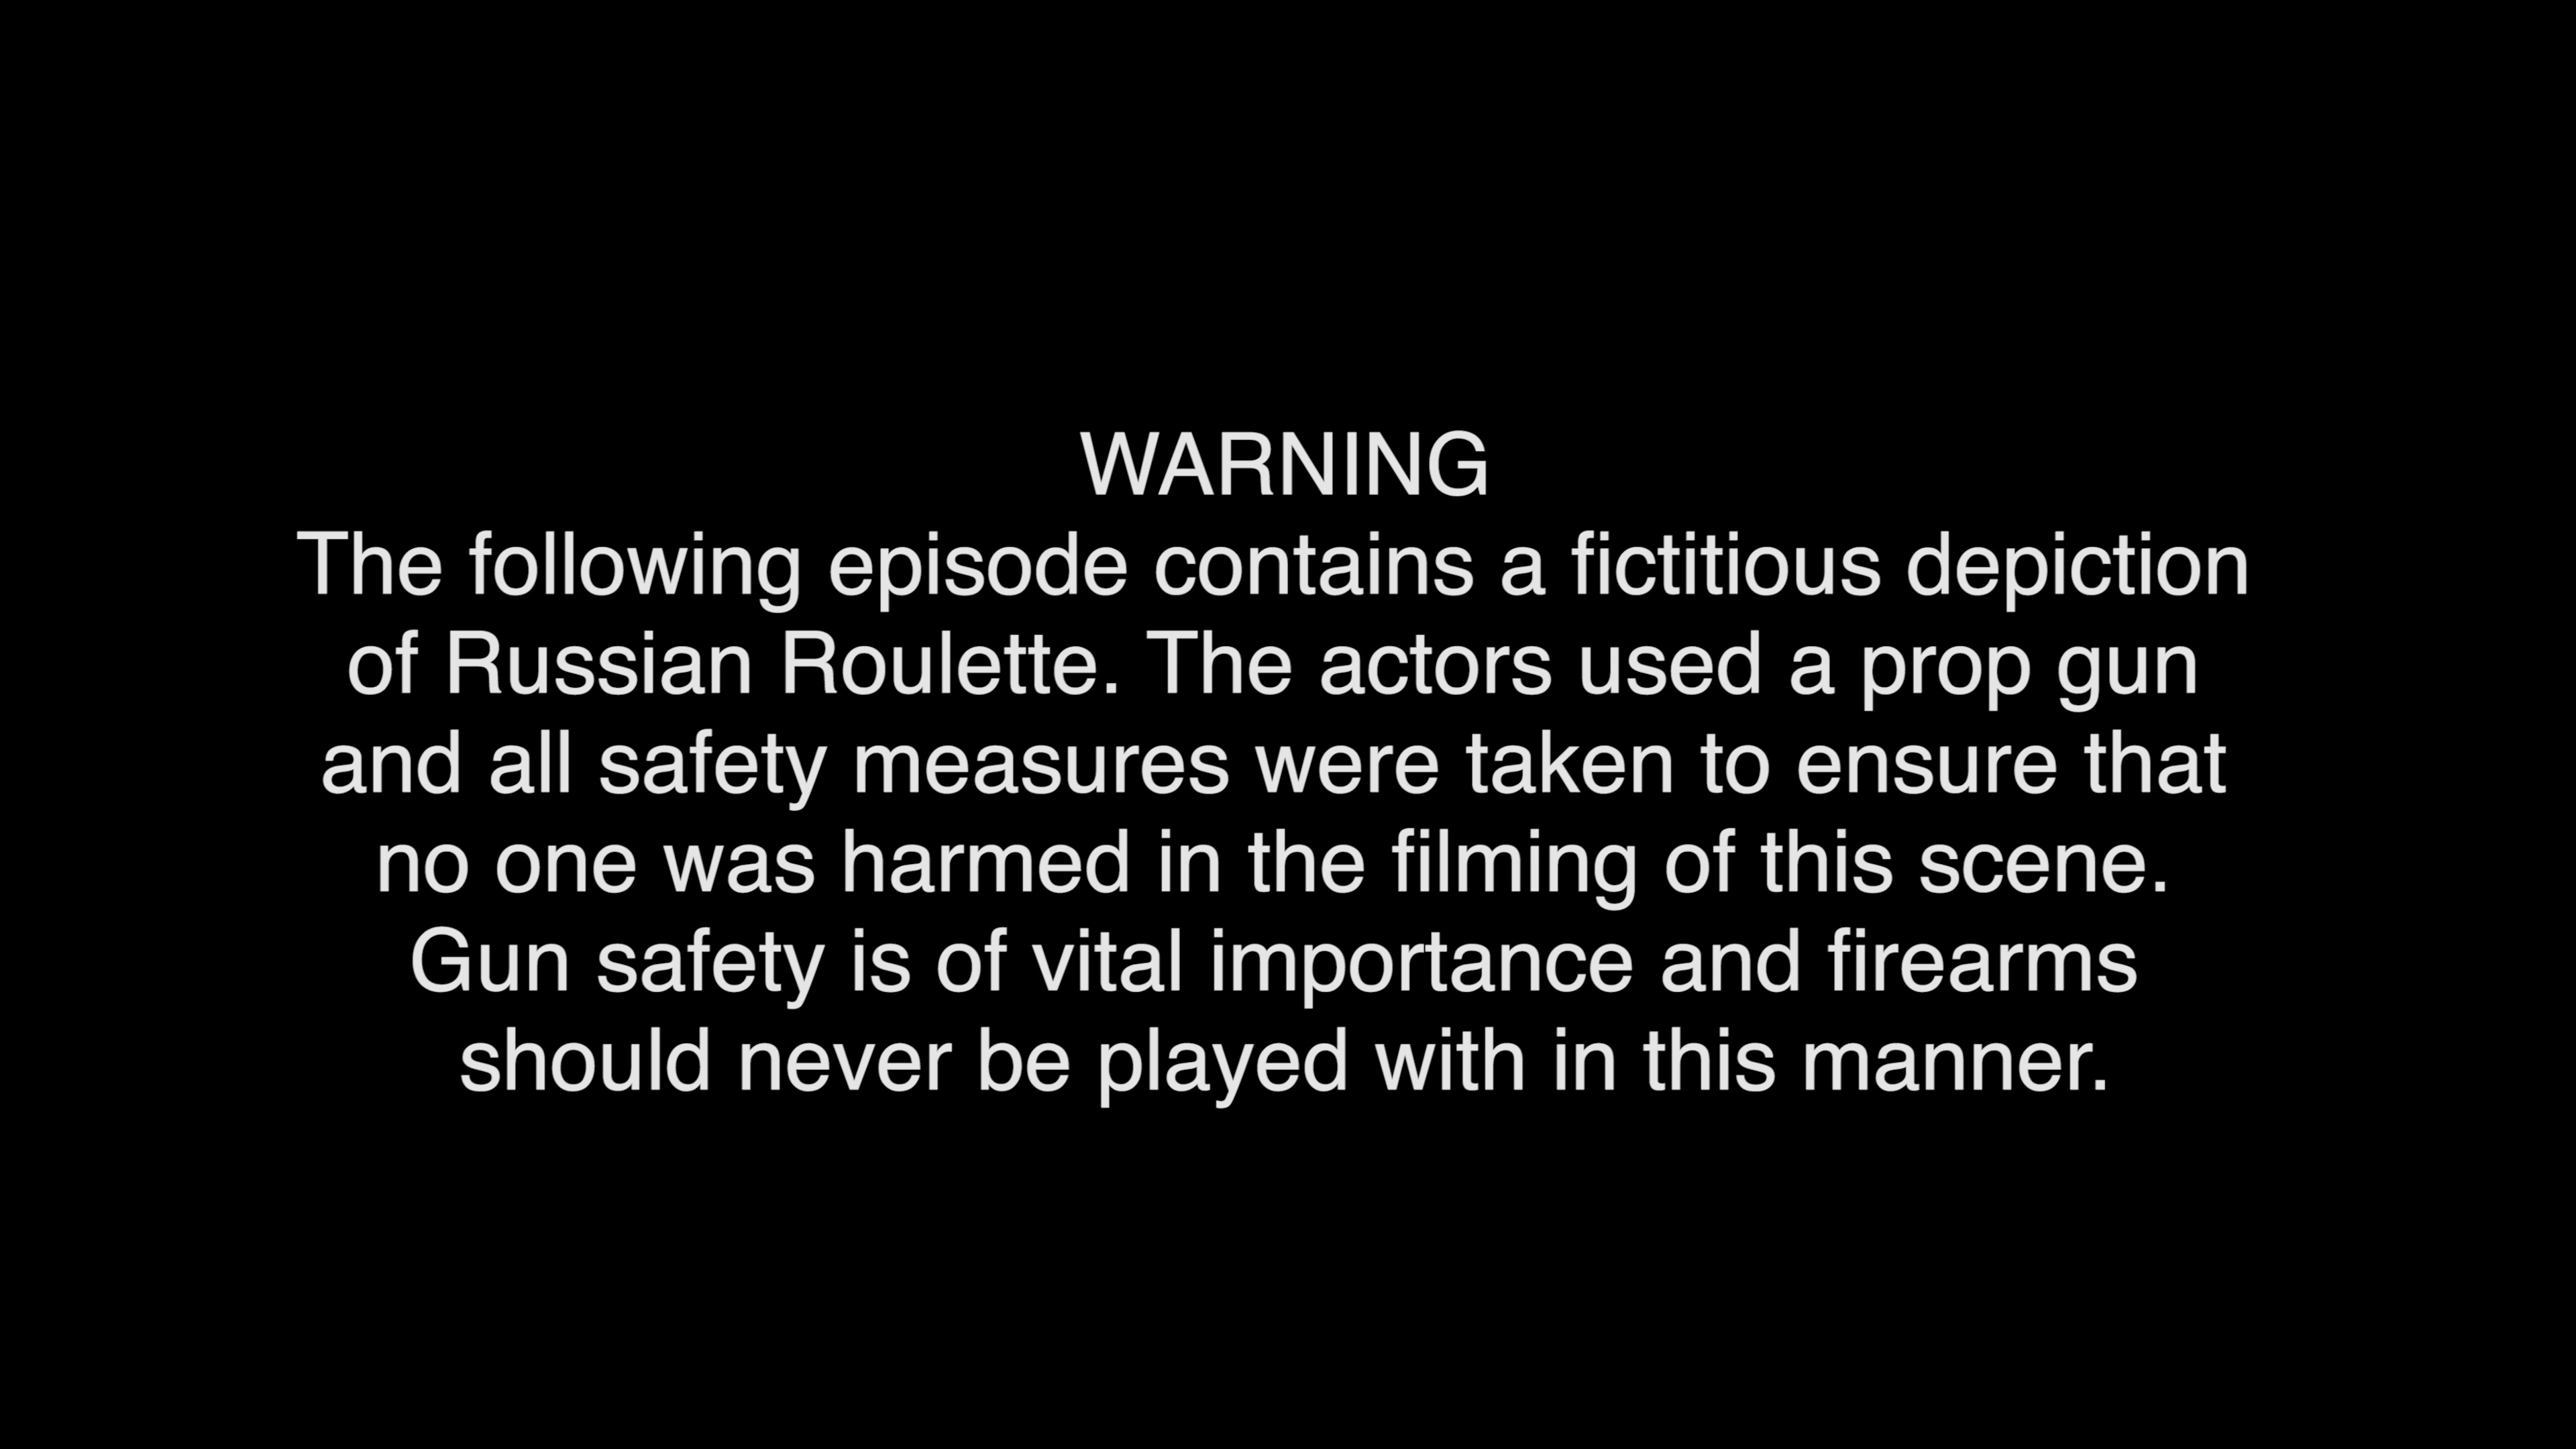 WARNING
The following episode contains a fictitious depiction
of Russian Roulette. The actors used a prop gun
and all safety measures were taken to ensure that
no one was harmed in the filming of this scene.
Gun safety is of vital importance and firearms
should never be played with in this manner.